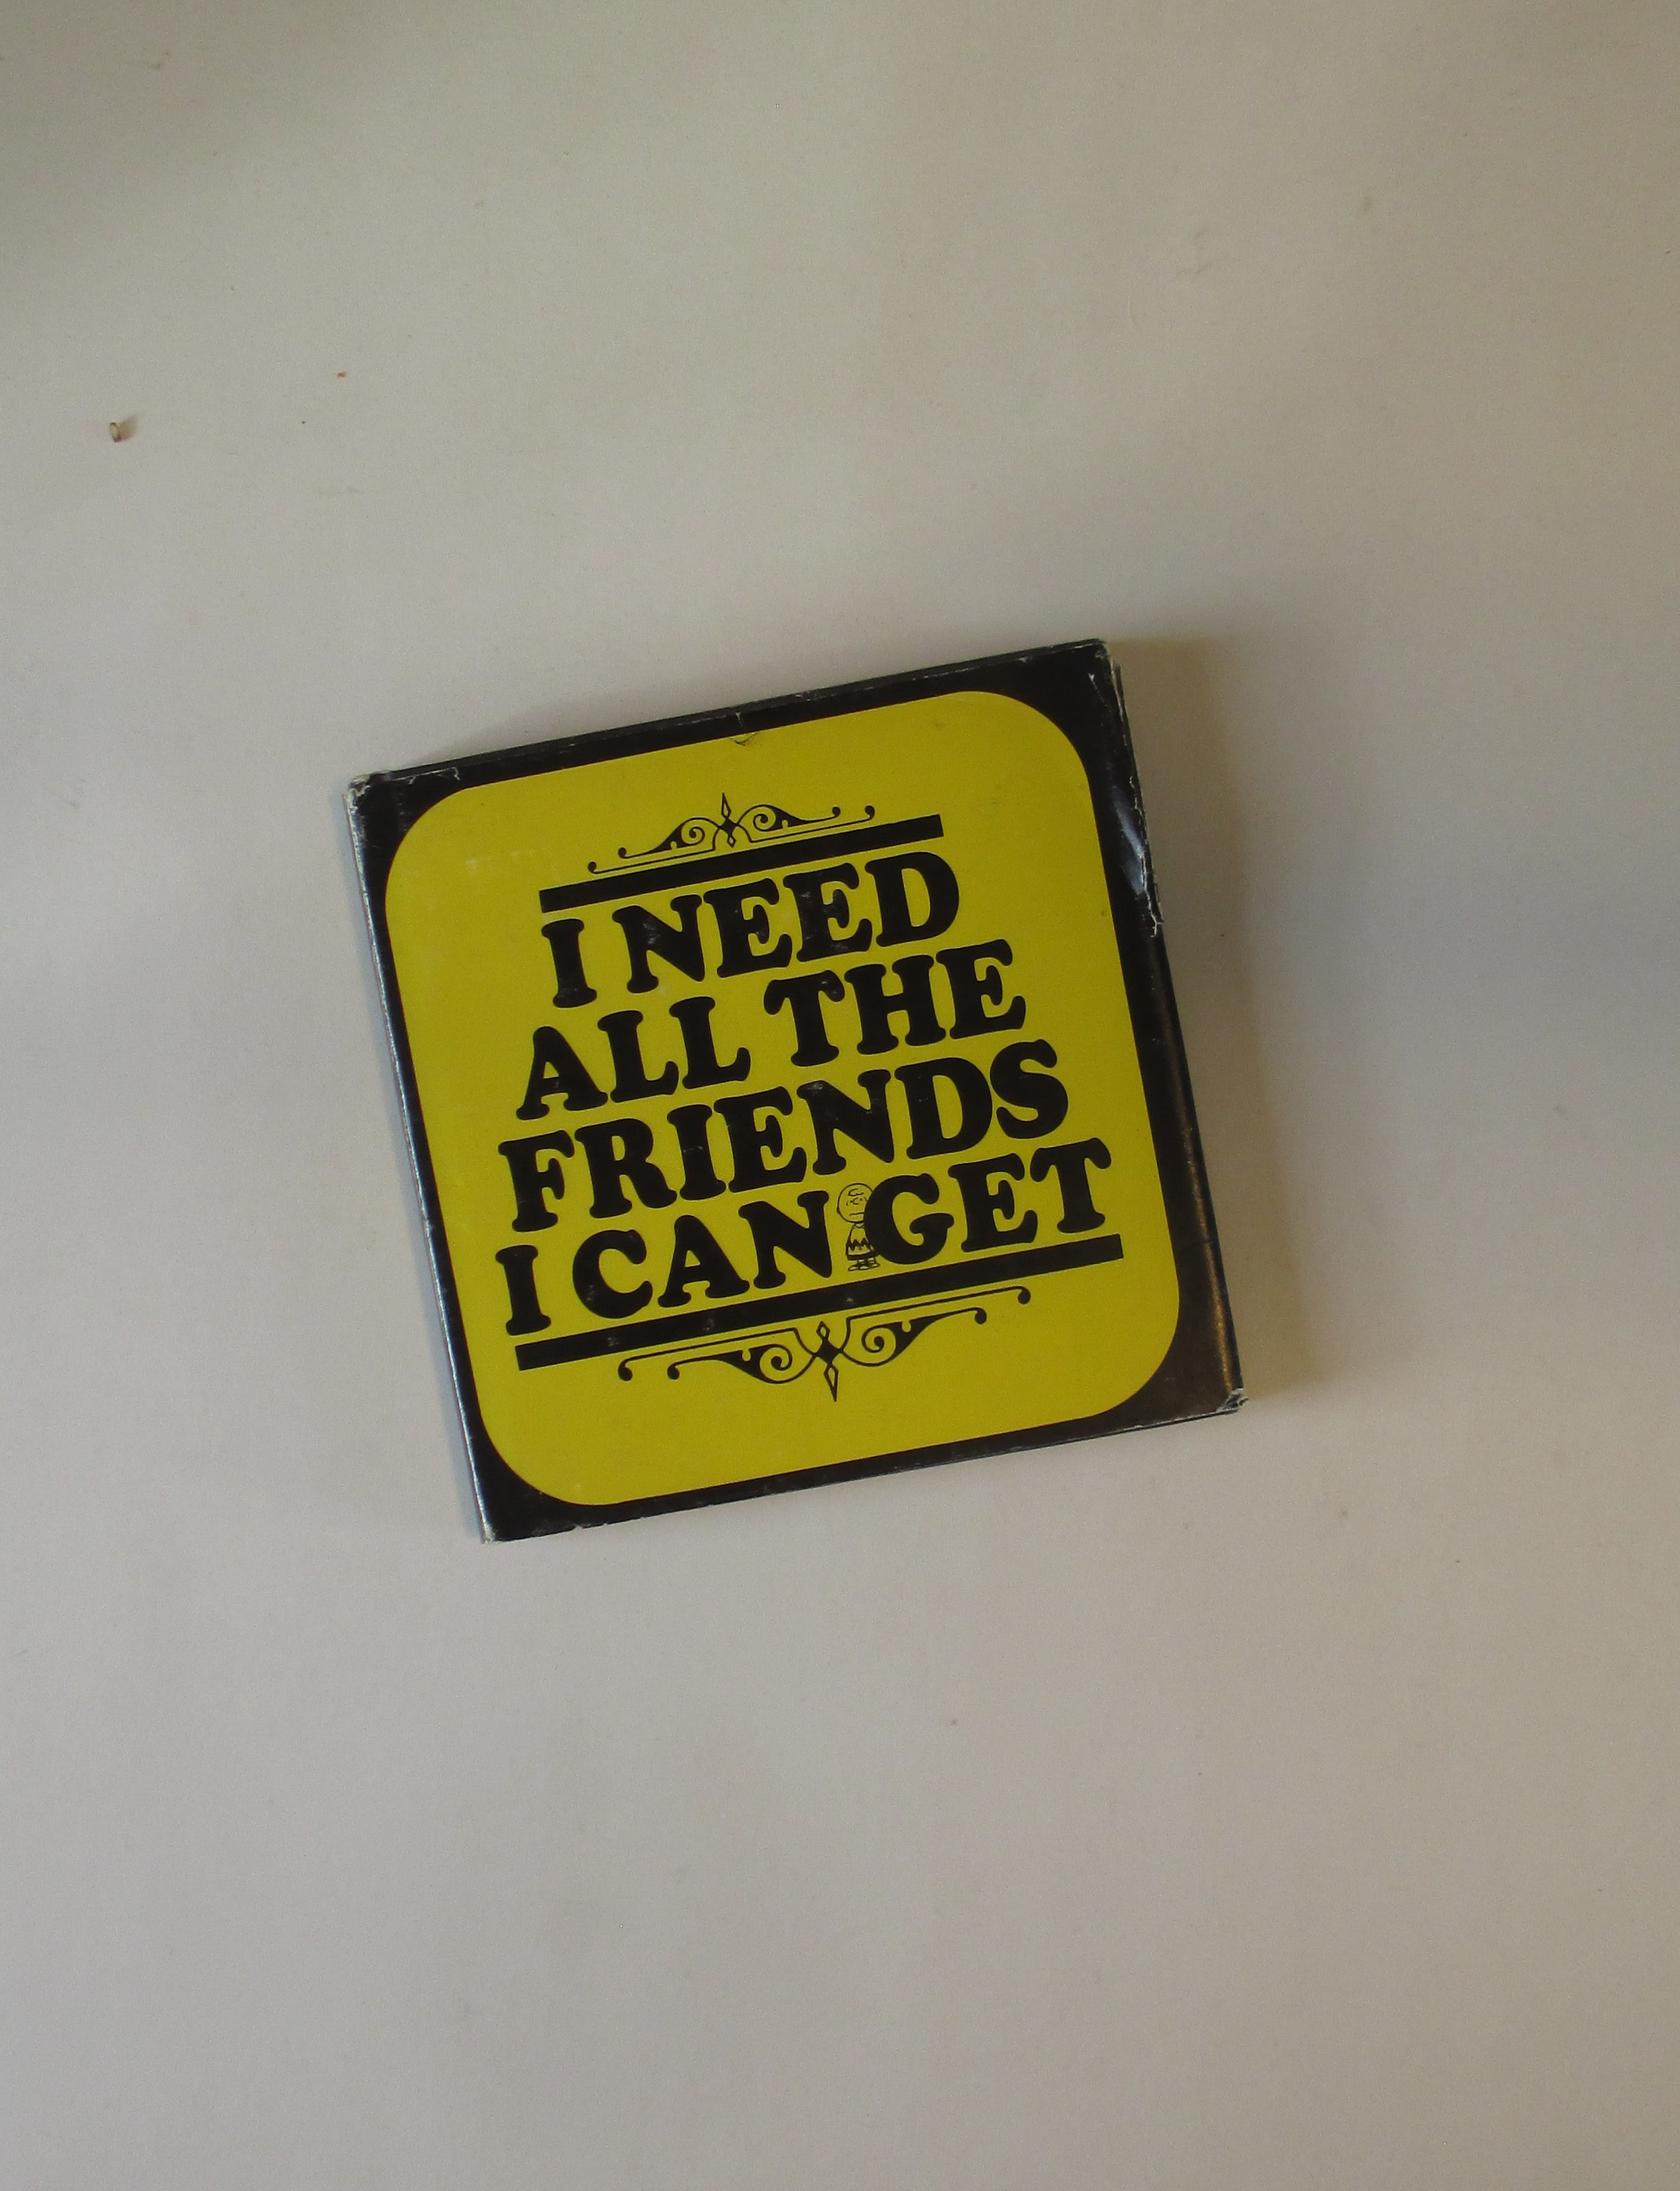 I NEED
ALL THE
FRIENDS
I CAN GET